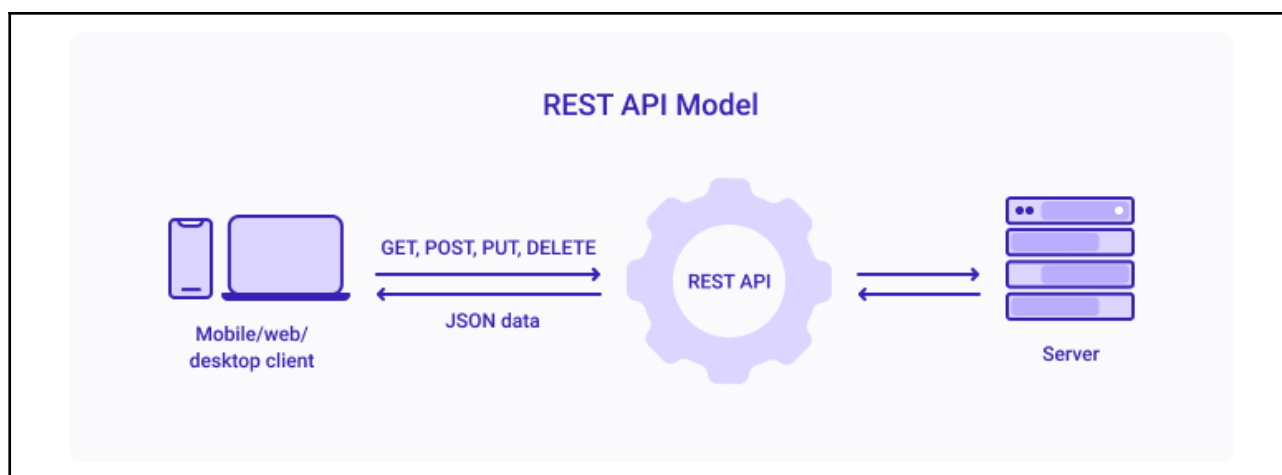 REST API Model
GET, POST, PUT, DELETE
REST API
JSON data
Mobile/web/
desktop client
Server